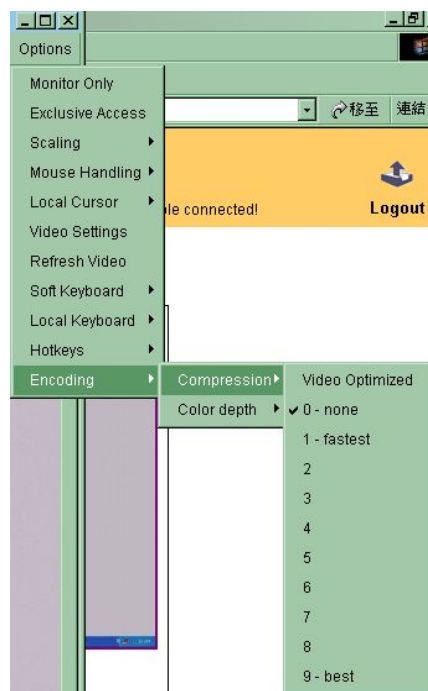 Options
Monitor Only
Exclusive Access
Scaling
Mouse Handling
Local Cursor
Video Settings
Refresh Video
Soft Keyboard
Local Keyboard
Hotkeys
Encoding
移至
連結
connected!
Logout
Compression
Color depth
Video Optimized
✔ 0 - none
1 - fastest
2
3
4
5
6
7
8
9 - best